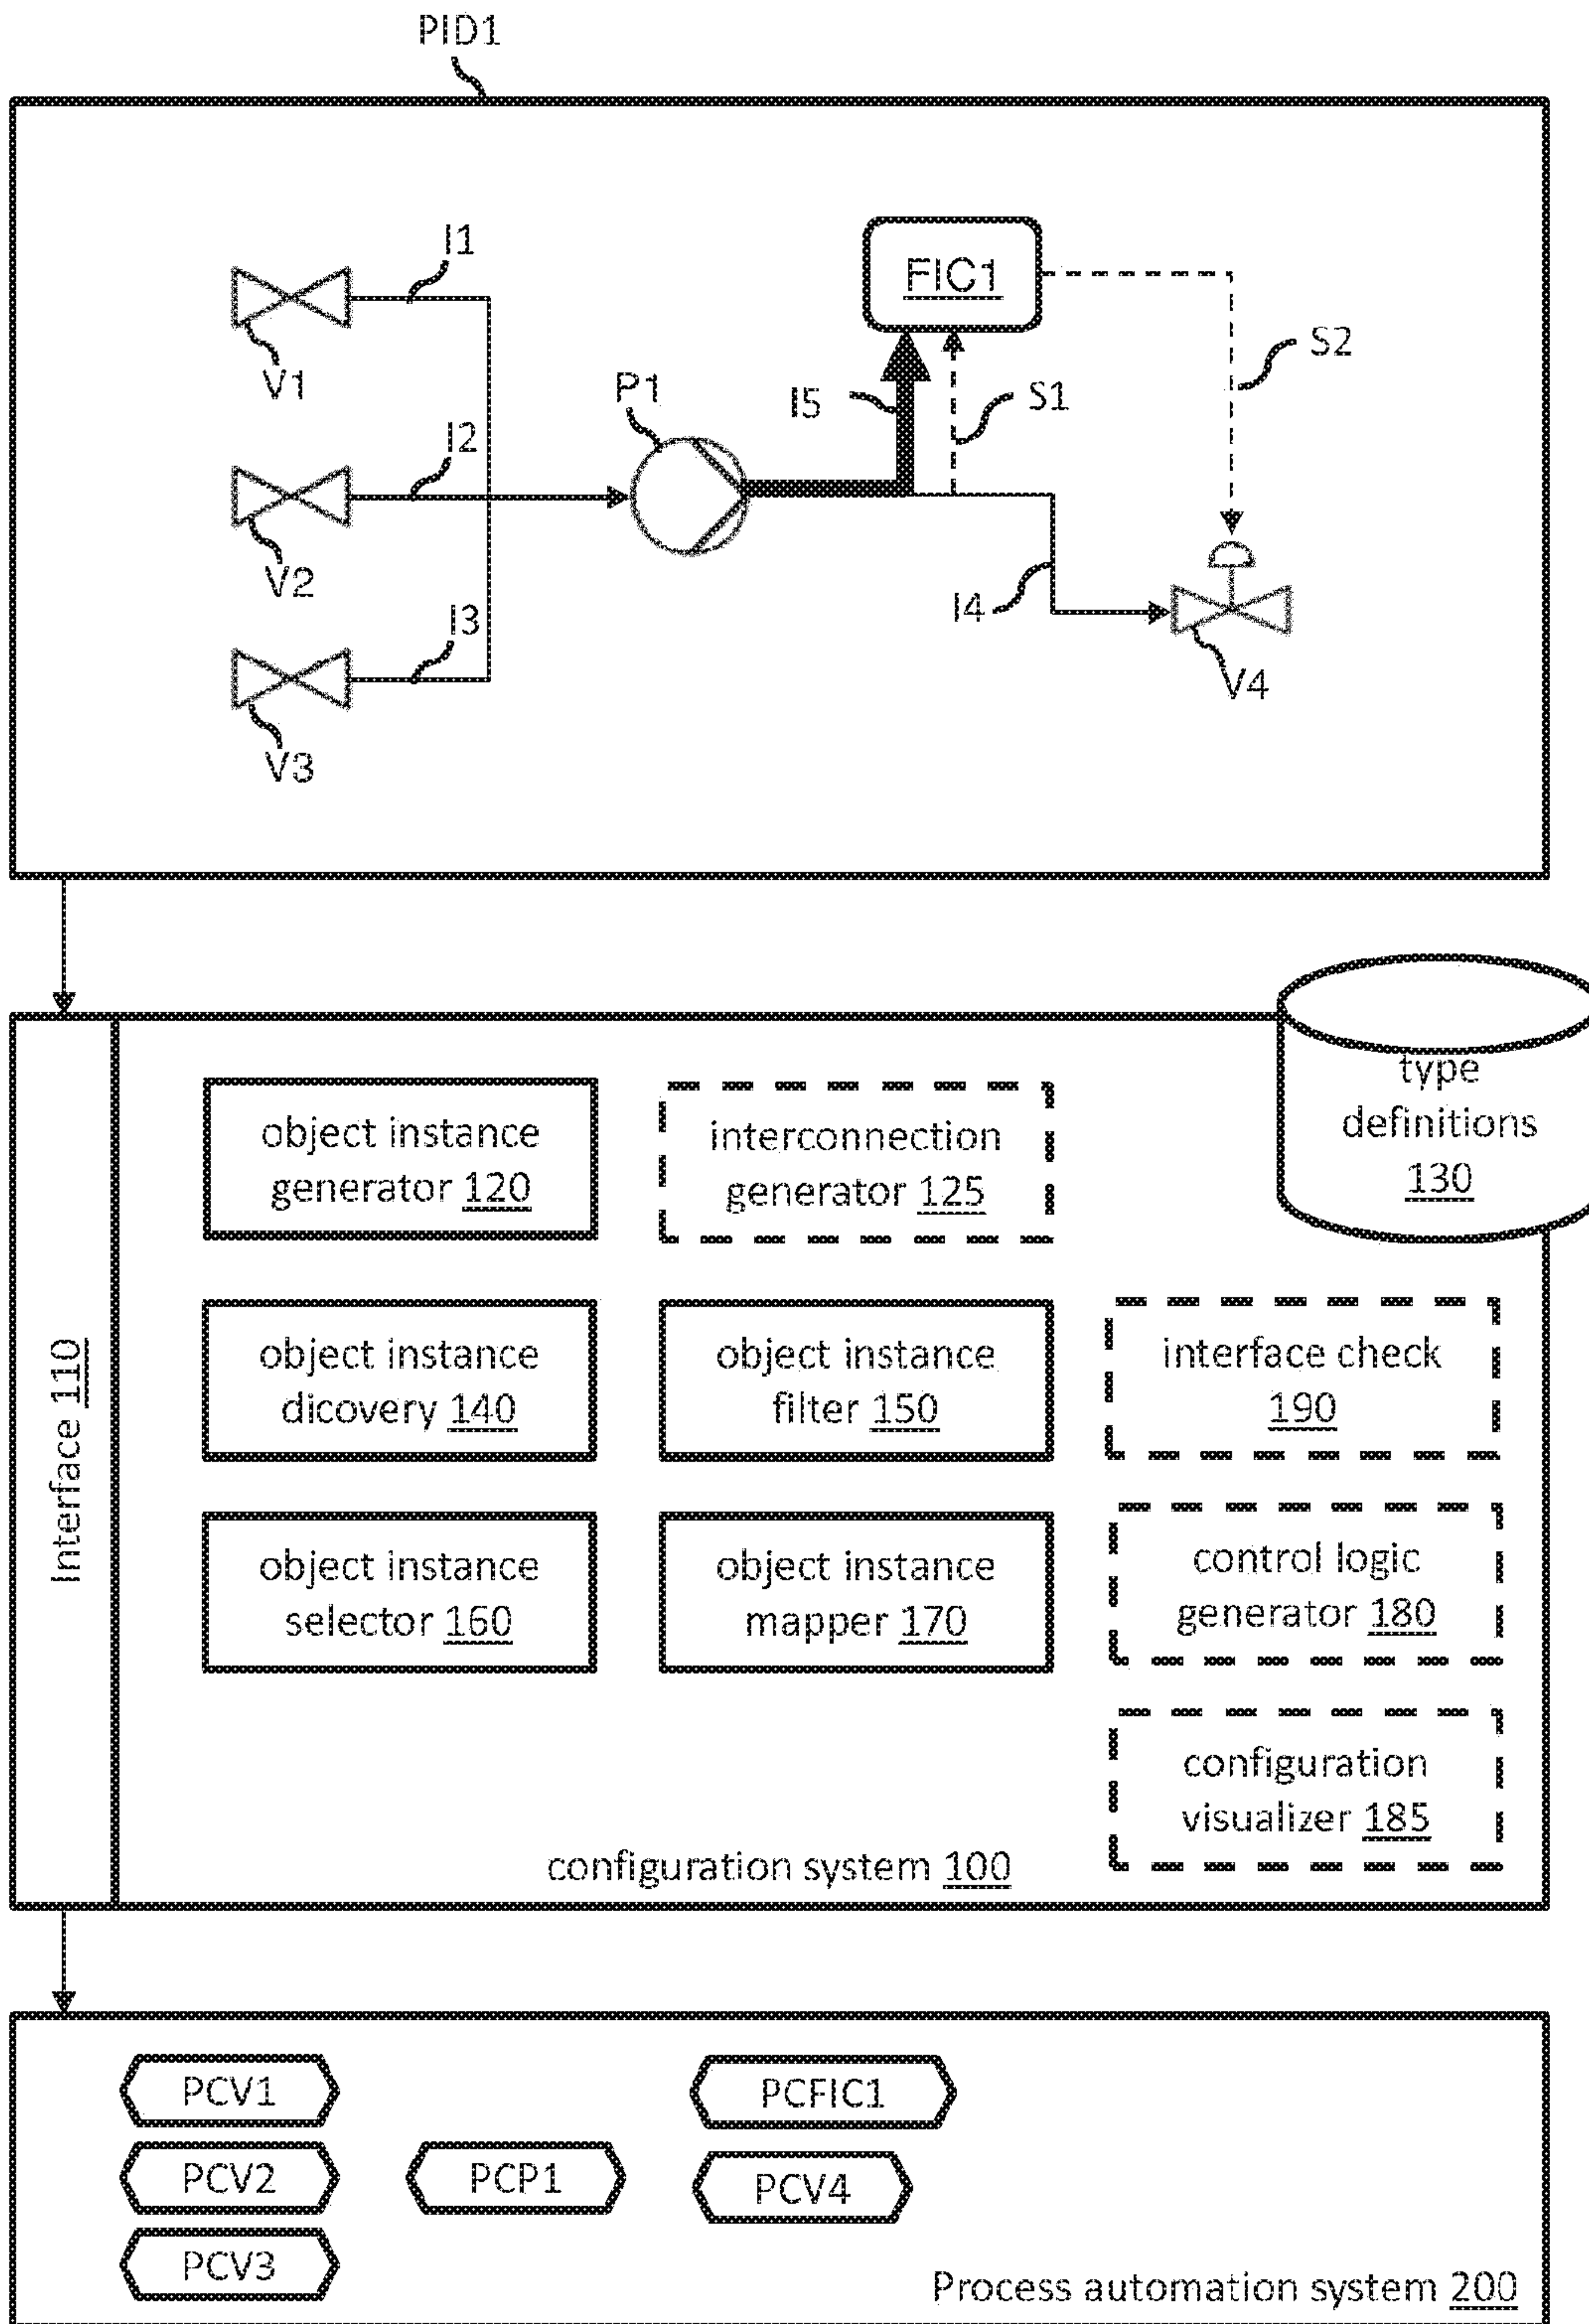 PID1
I1
FIC1
V1
S2
P1
I5
S1
I2
V2
I3
I4
V4
V3
type
definitions
130
object instance
generator 120
interconnection
generator 125
Interface 110
object instance
dicovery 140
object instance
filter 150
interface check
190
object instance
selector 160
object instance
mapper 170
control logic
generator 180
configuration
visualizer 185
configuration system 100
PCV1
PCFIC1
PCV2
PCP1
PCV4
PCV3
Process automation system 200